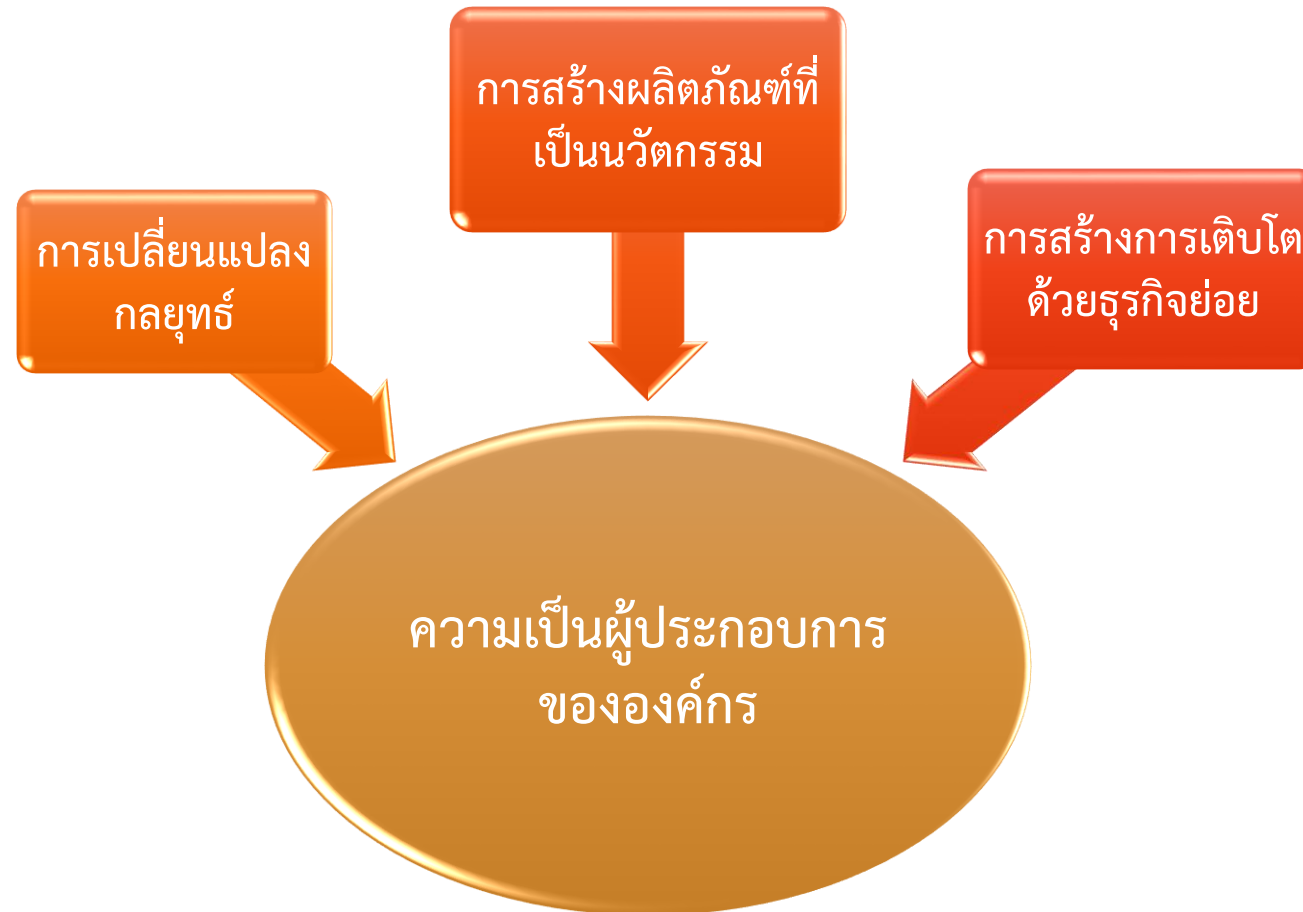 การสร้างผลิตภัณฑ์ที่
เป็นนวัตกรรม
การเปลี่ยนแปลง
กลยุทธ์
การสร้างการเติบโต
ด้วยธุรกิจย่อย
ความเป็นผู้ประกอบการ
ขององค์กร